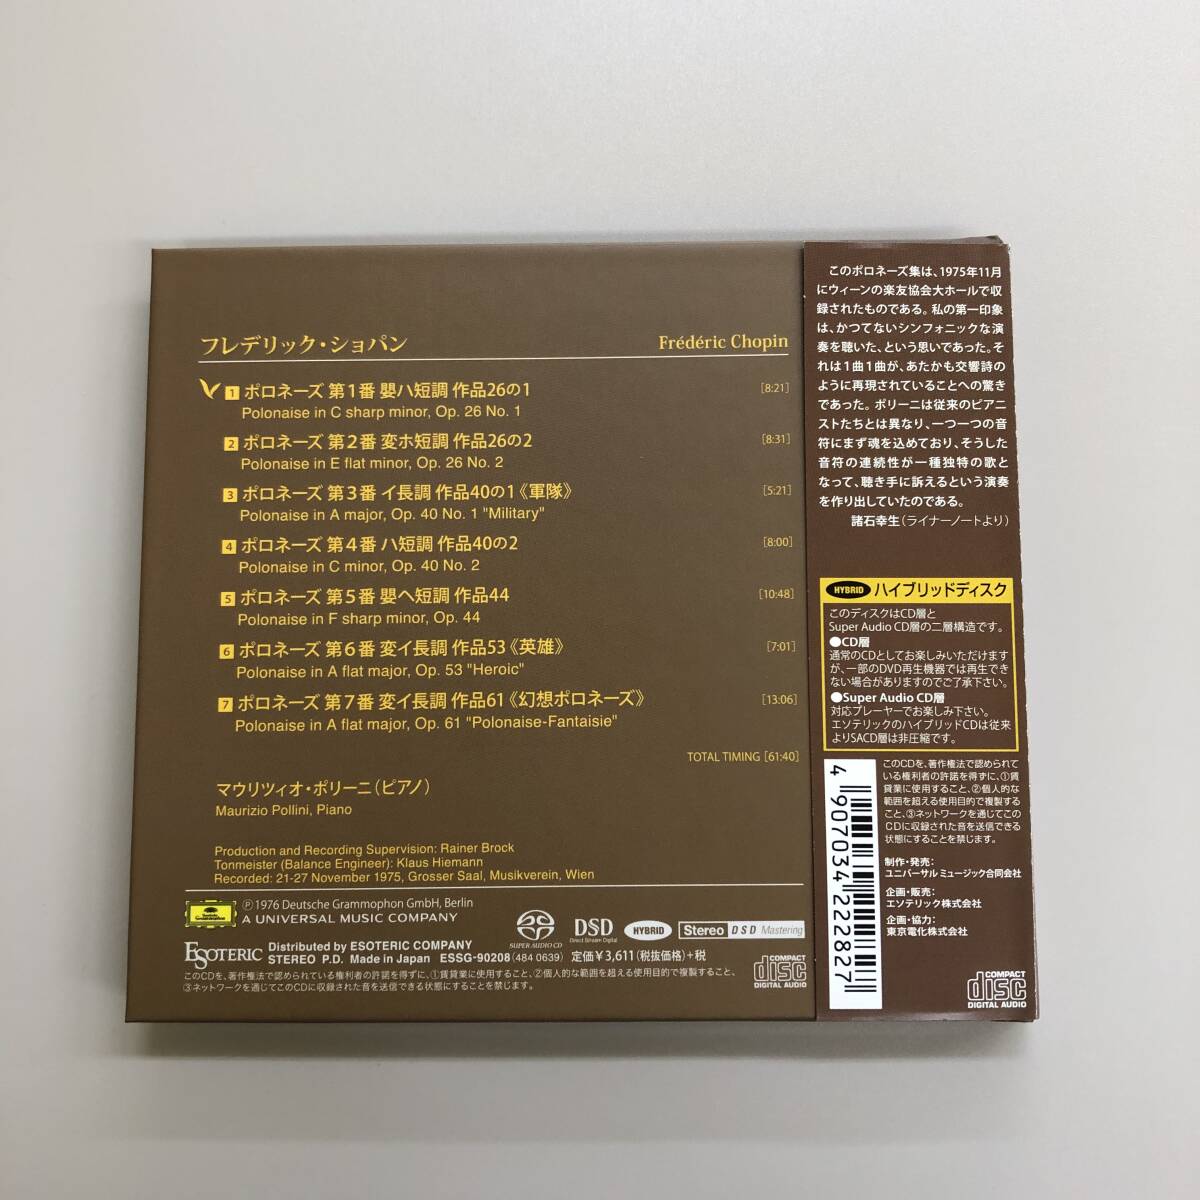 フレデリック・ショパン Frédéric Chopin
1 ポロネーズ 第1番 嬰ハ短調 作品26の1 [8:21]
Polonaise in C sharp minor, Op. 26 No. 1
2 ポロネーズ 第2番 変ホ短調 作品26の2 [8:31]
Polonaise in E flat minor, Op. 26 No. 2
3 ポロネーズ 第3番 イ長調 作品40の1《軍隊》 [5:21]
Polonaise in A major, Op. 40 No. 1 "Military"
4 ポロネーズ 第4番 ハ短調 作品40の2 [8:00]
Polonaise in C minor, Op. 40 No. 2
5 ポロネーズ 第5番 嬰ヘ短調 作品44 [10:48]
Polonaise in F sharp minor, Op. 44
6 ポロネーズ 第6番 変イ長調 作品53《英雄》 [7:01]
Polonaise in A flat major, Op. 53 "Heroic"
7 ポロネーズ 第7番 変イ長調 作品61《幻想ポロネーズ》 [13:06]
Polonaise in A flat major, Op. 61 "Polonaise-Fantaisie"
TOTAL TIMING [61:40]
マウリツィオ・ポリーニ(ピアノ)
Maurizio Pollini, Piano
Production and Recording Supervision: Rainer Brock
Tonmeister (Balance Engineer): Klaus Hiemann
Recorded: 21-27 November 1975, Grosser Saal, Musikverein, Wien
Ⓟ1976 Deutsche Grammophon GmbH, Berlin
A UNIVERSAL MUSIC COMPANY
SUPER AUDIO CD
DSD
Direct Stream Digital
HYBRID
Stereo DSD Mastering
ESOTERIC
Distributed by ESOTERIC COMPANY
STEREO P.D. Made in Japan ESSG-90208 (484 0639) 定価¥3,611(税抜価格)+税
このCDを、著作権法で認められている権利者の許諾を得ずに、①賃貸業に使用すること、②個人的な範囲を超える使用目的で複製すること、
③ネットワークを通じてこのCDに収録された音を送信できる状態にすることを禁じます。
COMPACT
disc
DIGITAL AUDIO
このポロネーズ集は、1975年11月
にウィーンの楽友協会大ホールで収
録されたものである。私の第一印象
は、かつてないシンフォニックな演
奏を聴いた、という思いであった。そ
れは1曲1曲が、あたかも交響詩の
ように再現されていることへの驚き
であった。ポリーニは従来のピアニ
ストたちとは異なり、一つ一つの音
符にまず魂を込めており、そうした
音符の連続性が一種独特の歌と
なって、聴き手に訴えるという演奏
を作り出していたのである。
諸石幸生(ライナーノートより)
HYBRID ハイブリッドディスク
このディスクはCD層と
Super Audio CD層の二層構造です。
●CD層
通常のCDとしてお楽しみいただけます
が、一部のDVD再生機器では再生でき
ない場合がありますのでご了承下さい。
●Super Audio CD層
対応プレーヤーでお楽しみ下さい。
エソテリックのハイブリッドCDは従来
よりSACD層は非圧縮です。
このCDを、著作権法で認められて
いる権利者の許諾を得ずに、①賃
貸業に使用すること、②個人的な
範囲を超える使用目的で複製する
こと、③ネットワークを通じてこの
CDに収録された音を送信できる
状態にすることを禁じます。
制作・発売：
ユニバーサル ミュージック合同会社
企画・販売：
エソテリック株式会社
企画・協力：
東京電化株式会社
4 907034 222827
COMPACT
disc
DIGITAL AUDIO